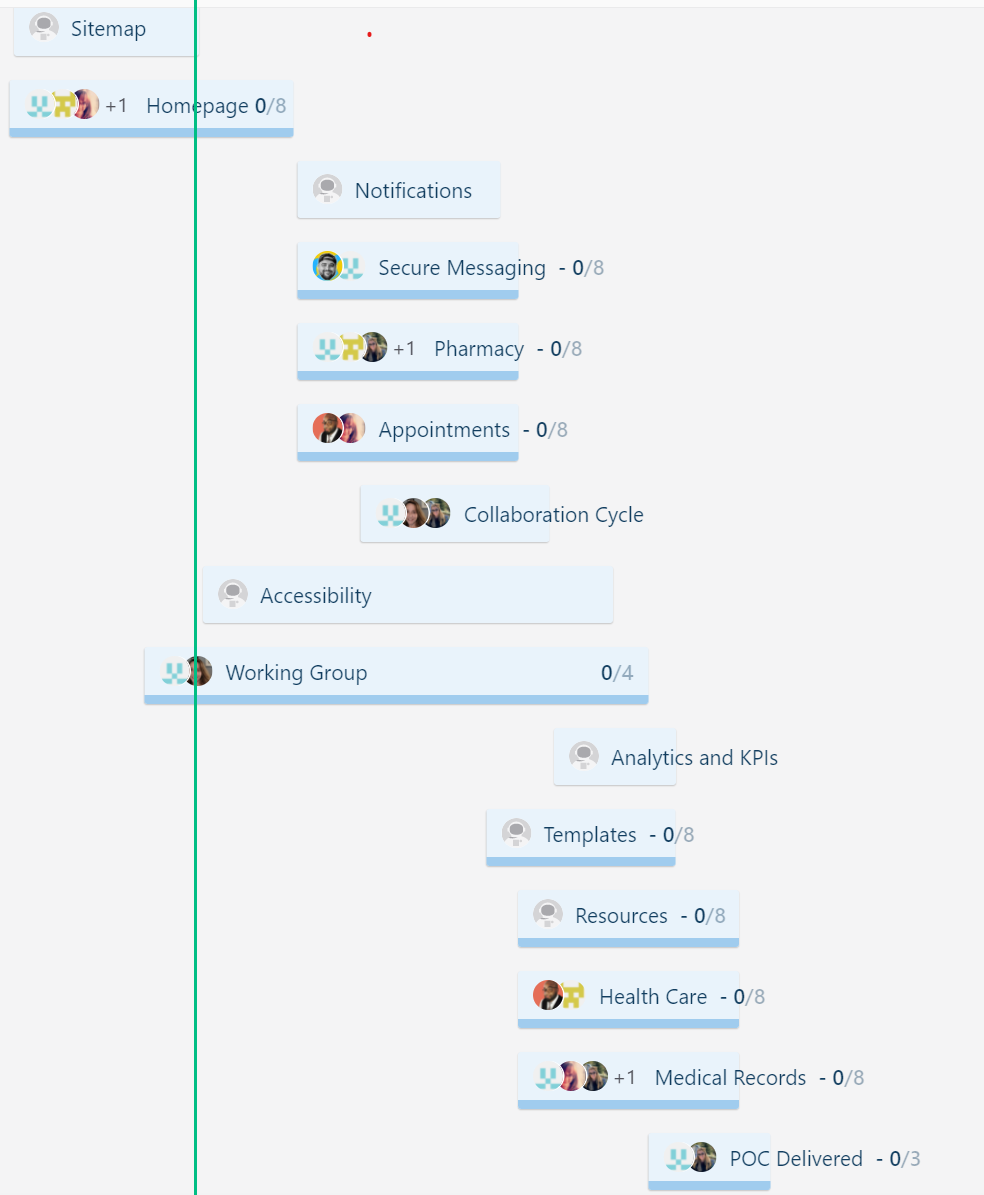 Sitemap
+1 Homepage 0/8
Notifications
Secure Messaging - 0/8
+1 Pharmacy - 0/8
Appointments - 0/8
Collaboration Cycle
Accessibility
Working Group 0/4
Analytics and KPIs
Templates - 0/8
Resources - 0/8
Health Care - 0/8
+1 Medical Records - 0/8
POC Delivered - 0/3